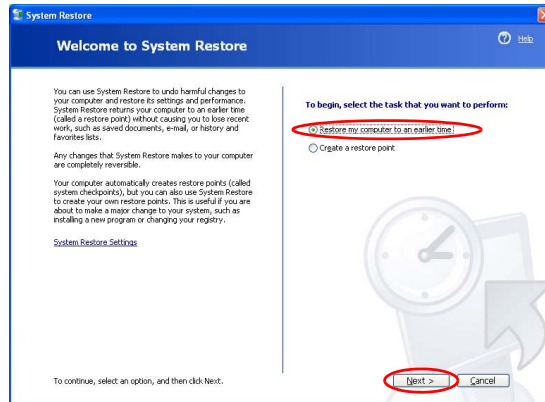 System Restore
Welcome to System Restore
Help
You can use System Restore to undo harmful changes to
your computer and restore its settings and performance.
System Restore returns your computer to an earlier time
(called a restore point) without causing you to lose recent
work, such as saved documents, e-mail, or history and
favorites lists.
Any changes that System Restore makes to your computer
are completely reversible.
Your computer automatically creates restore points (called
system checkpoints), but you can also use System Restore
to create your own restore points. This is useful if you are
about to make a major change to your system, such as
installing a new program or changing your registry.
System Restore Settings
To begin, select the task that you want to perform:
Restore my computer to an earlier time
Create a restore point
To continue, select an option, and then click Next.
Next >
Cancel